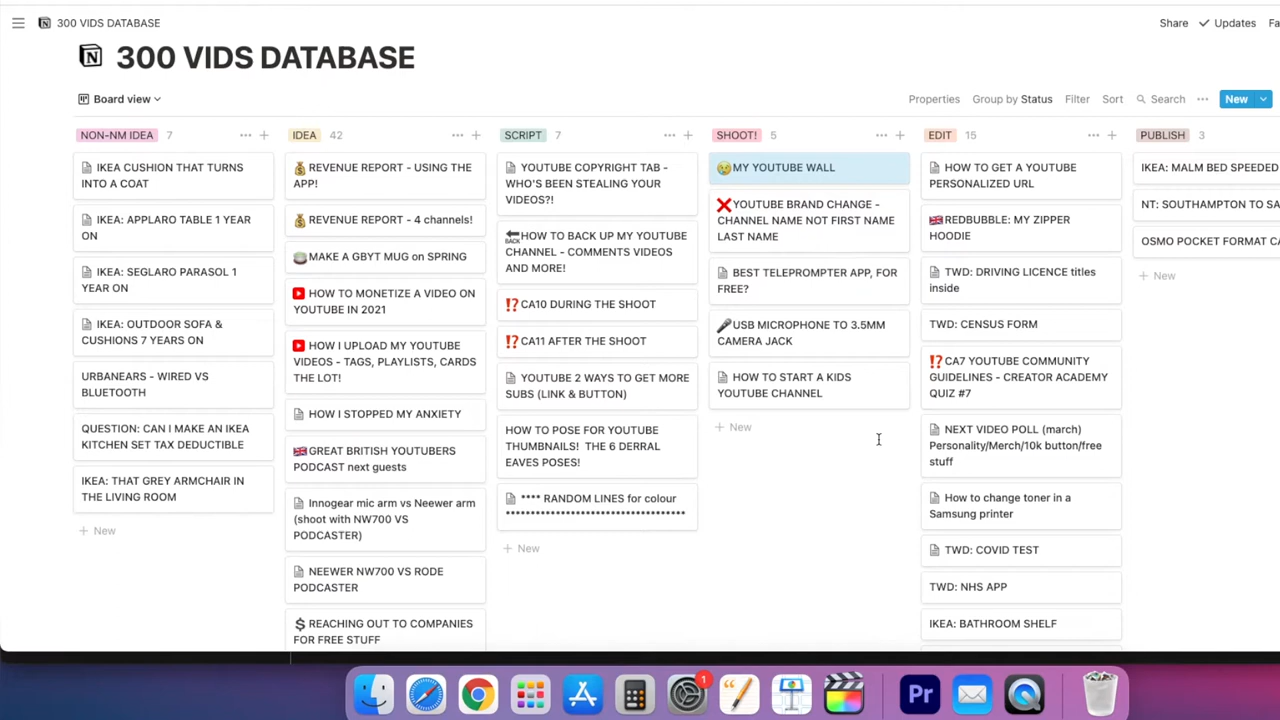 300 VIDS DATABASE
Share
Updates
Fa
300 VIDS DATABASE
Board view
Properties
Group by Status
Filter
Sort
Search
New
NON-NM IDEA 7
IKEA CUSHION THAT TURNS
INTO A COAT
IKEA: APPLARO TABLE 1 YEAR
ON
IKEA: SEGLARO PARASOL 1
YEAR ON
IKEA: OUTDOOR SOFA &
CUSHIONS 7 YEARS ON
URBANEARS - WIRED VS
BLUETOOTH
QUESTION: CAN I MAKE AN IKEA
KITCHEN SET TAX DEDUCTIBLE
IKEA: THAT GREY ARMCHAIR IN
THE LIVING ROOM
+ New
IDEA 42
💰REVENUE REPORT - USING THE
APP!
💰REVENUE REPORT - 4 channels!
MAKE A GBYT MUG on SPRING
HOW TO MONETIZE A VIDEO ON
YOUTUBE IN 2021
HOW I UPLOAD MY YOUTUBE
VIDEOS - TAGS, PLAYLISTS, CARDS
THE LOT!
HOW I STOPPED MY ANXIETY
🇬🇧GREAT BRITISH YOUTUBERS
PODCAST next guests
Innogear mic arm vs Neewer arm
(shoot with NW700 VS
PODCASTER)
NEEWER NW700 VS RODE
PODCASTER
💲REACHING OUT TO COMPANIES
FOR FREE STUFF
SCRIPT 7
YOUTUBE COPYRIGHT TAB -
WHO'S BEEN STEALING YOUR
VIDEOS?!
🔙HOW TO BACK UP MY YOUTUBE
CHANNEL - COMMENTS VIDEOS
AND MORE!
⁉️CA10 DURING THE SHOOT
⁉️CA11 AFTER THE SHOOT
YOUTUBE 2 WAYS TO GET MORE
SUBS (LINK & BUTTON)
HOW TO POSE FOR YOUTUBE
THUMBNAILS! THE 6 DERRAL
EAVES POSES!
**** RANDOM LINES for colour
************************************
+ New
SHOOT! 5
😢MY YOUTUBE WALL
❌YOUTUBE BRAND CHANGE -
CHANNEL NAME NOT FIRST NAME
LAST NAME
BEST TELEPROMPTER APP, FOR
FREE?
🎤USB MICROPHONE TO 3.5MM
CAMERA JACK
HOW TO START A KIDS
YOUTUBE CHANNEL
+ New
EDIT 15
HOW TO GET A YOUTUBE
PERSONALIZED URL
🇬🇧REDBUBBLE: MY ZIPPER
HOODIE
TWD: DRIVING LICENCE titles
inside
TWD: CENSUS FORM
⁉️CA7 YOUTUBE COMMUNITY
GUIDELINES - CREATOR ACADEMY
QUIZ #7
NEXT VIDEO POLL (march)
Personality/Merch/10k button/free
stuff
How to change toner in a
Samsung printer
TWD: COVID TEST
TWD: NHS APP
IKEA: BATHROOM SHELF
PUBLISH 3
IKEA: MALM BED SPEEDED
NT: SOUTHAMPTON TO SA
OSMO POCKET FORMAT CA
+ New
1
Pr